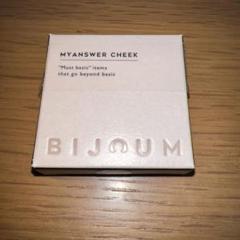 MYANSWER CHEEK
"Must basic" items
that go beyond basic
BIJOUM